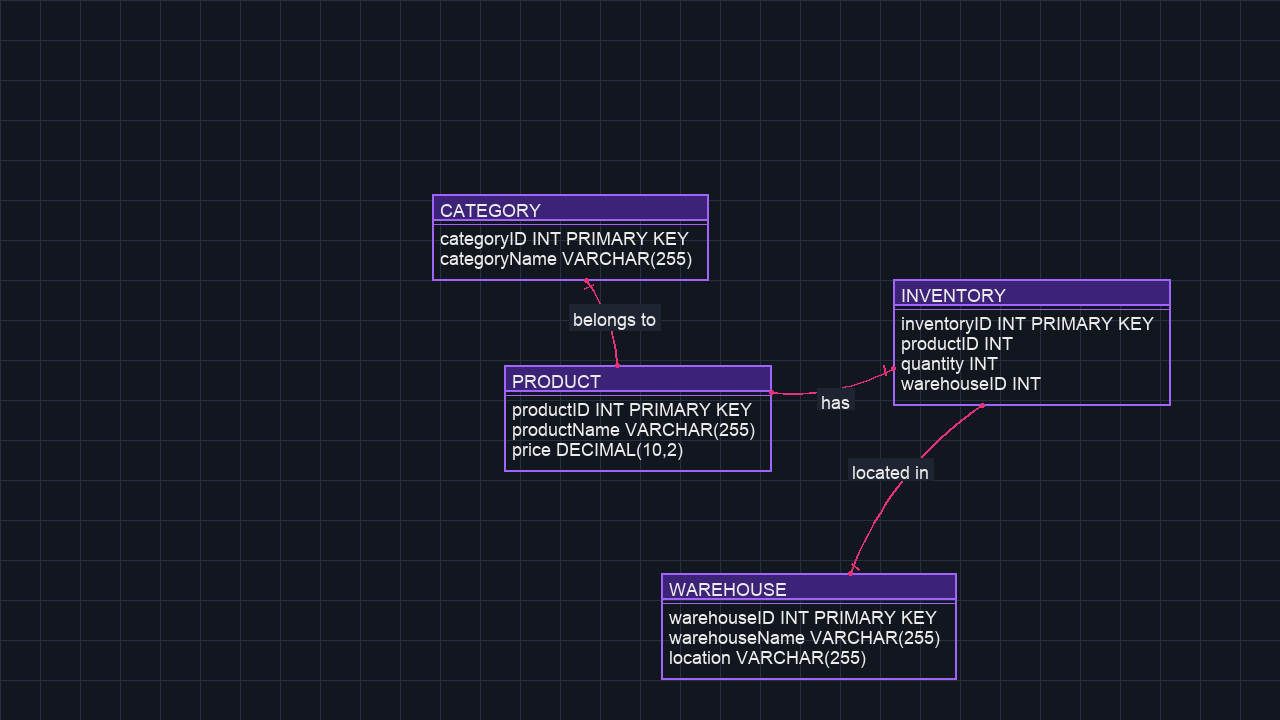 CATEGORY
categoryID INT PRIMARY KEY
categoryName VARCHAR(255)
belongs to
PRODUCT
productID INT PRIMARY KEY
productName VARCHAR(255)
price DECIMAL(10,2)
has
INVENTORY
inventoryID INT PRIMARY KEY
productID INT
quantity INT
warehouseID INT
located in
WAREHOUSE
warehouseID INT PRIMARY KEY
warehouseName VARCHAR(255)
location VARCHAR(255)